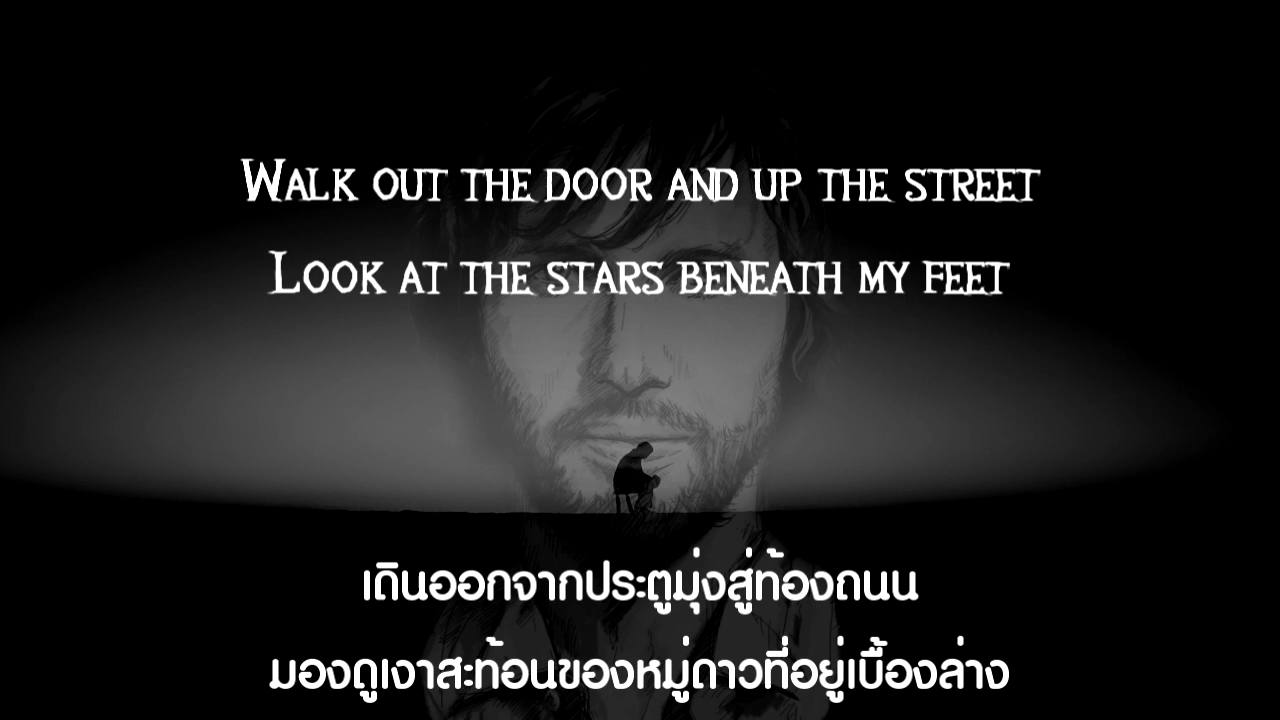 Walk out the door and up the street
Look at the stars beneath my feet
เดินออกจากประตูมุ่งสู่ท้องถนน
มองดูเงาสะท้อนของหมู่ดาวที่อยู่เบื้องล่าง